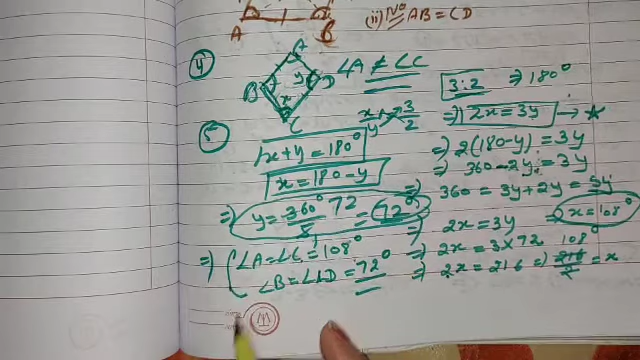 A B (ii) No AB = CD
4
A
B y D ∠A ≠ ∠C
x
C
5
x + y = 180°
x/y = 3/2
x = 180 - y
⇒ y = 360°/5 72 = 72°
⇒ ∠A = ∠C = 108°
∠B = ∠D = 72°
3:2 ⇒ 180°
⇒ 2x = 3y → ★
⇒ 2(180-y) = 3y
⇒ 360 - 2y = 3y
⇒ 360 = 3y + 2y = 5y
⇒ 2x = 3y x = 108°
⇒ 2x = 3 × 72 108°
⇒ 2x = 216 ⇒ 216/2 = x